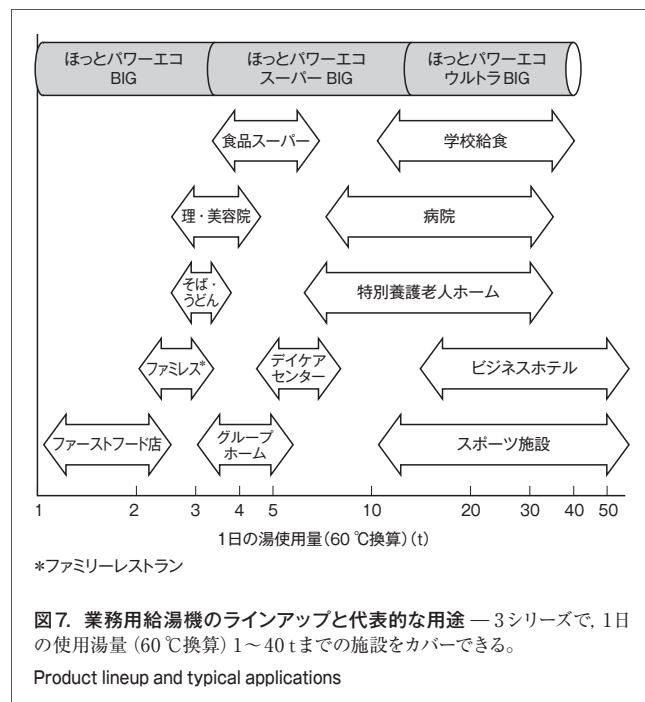 ほっとパワーエコ
BIG
ほっとパワーエコ
スーパー BIG
ほっとパワーエコ
ウルトラBIG
食品スーパー
学校給食
理・美容院
病院
そば・
うどん
特別養護老人ホーム
ファミレス*
デイケア
センター
ビジネスホテル
ファーストフード店
グループ
ホーム
スポーツ施設
1 2 3 4 5 10 20 30 40 50
1日の湯使用量(60 ℃換算)(t)
*ファミリーレストラン
図7. 業務用給湯機のラインアップと代表的な用途 — 3シリーズで, 1日
の使用湯量 (60 ℃換算) 1～40 tまでの施設をカバーできる。
Product lineup and typical applications